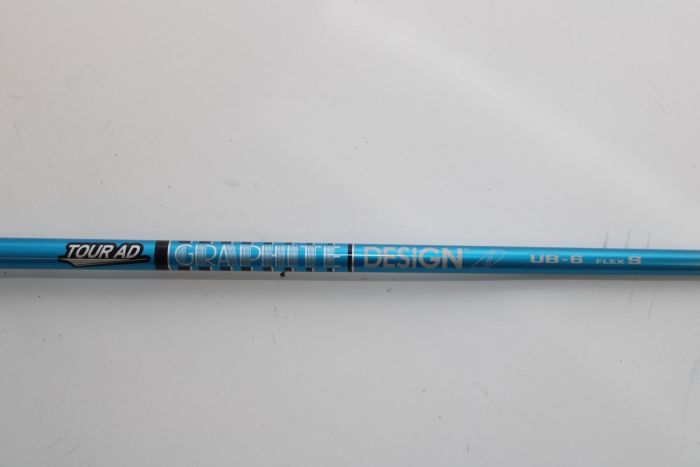 TOUR AD GRAPHITE DESIGN UB-6 FLEX S